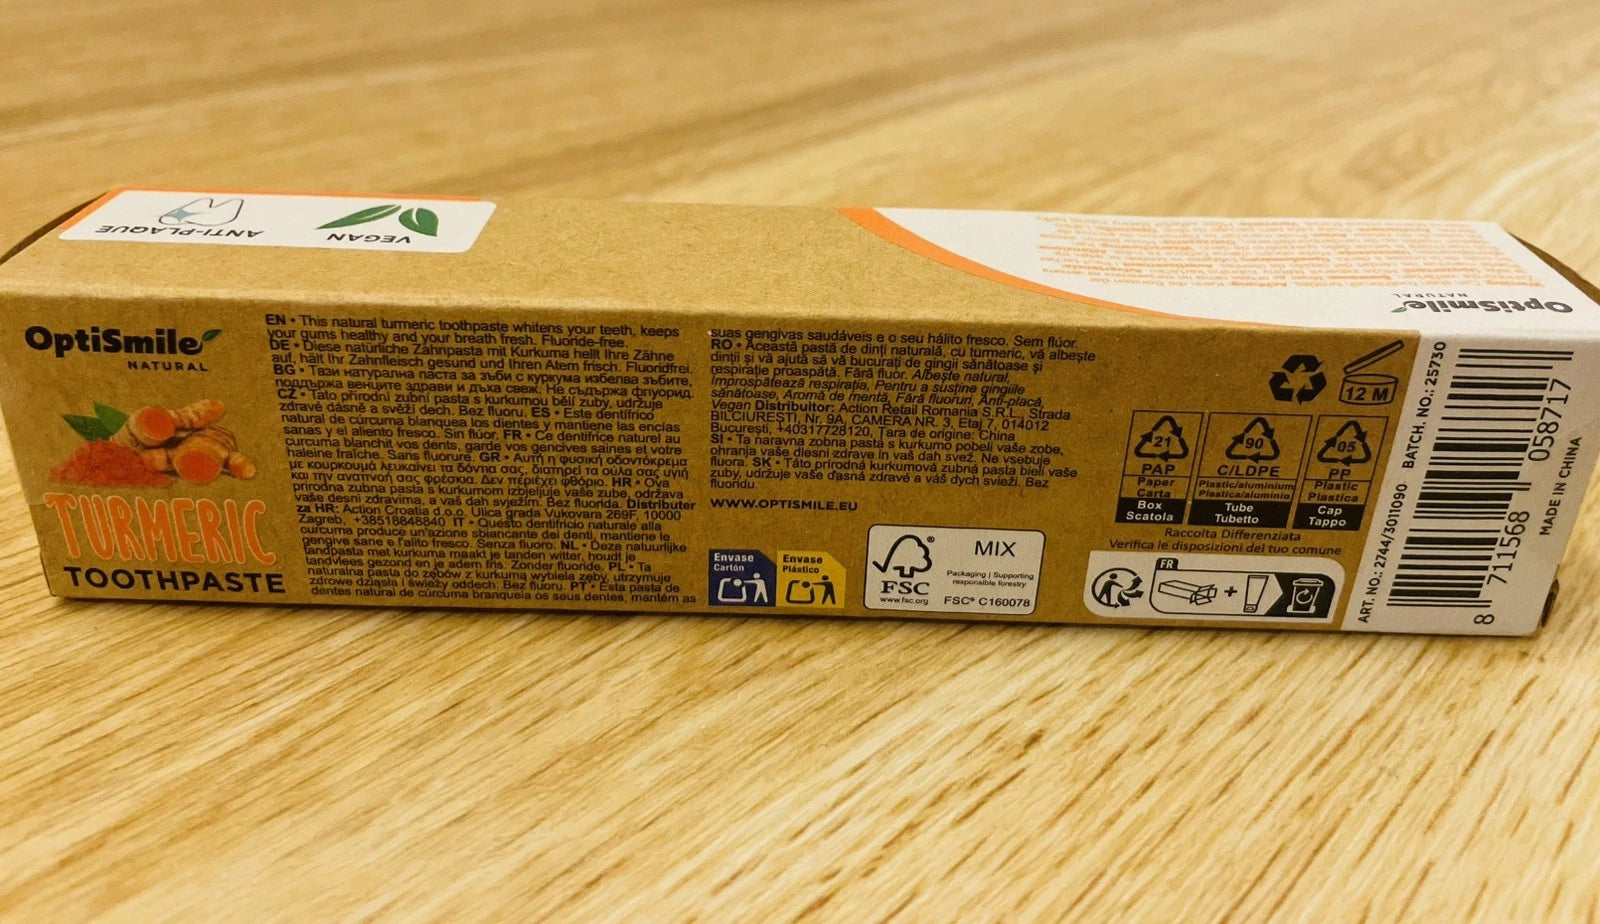 ANTI-PLAQUE
VEGAN
OptiSmile
NATURAL
OptiSmile
NATURAL
TURMERIC
TOOTHPASTE
EN • This natural turmeric toothpaste whitens your teeth, keeps
your gums healthy and your breath fresh. Fluoride-free.
DE • Diese natürliche Zahnpasta mit Kurkuma hellt Ihre Zähne
auf, hält Ihr Zahnfleisch gesund und Ihren Atem frisch. Fluoridfrei.
BG • Тази натурална паста за зъби с куркума избелва зъбите,
поддържа венците здрави и дъха свеж. Не съдържа флуорид.
CZ • Tato přírodní zubní pasta s kurkumou bělí zuby, udržuje
zdravé dásně a svěží dech. Bez fluoru. ES • Este dentífrico
natural de cúrcuma blanquea los dientes y mantiene las encías
sanas y el aliento fresco. Sin flúor. FR • Ce dentifrice naturel au
curcuma blanchit vos dents, garde vos gencives saines et votre
haleine fraîche. Sans fluorure. GR • Αυτή η φυσική οδοντόκρεμα
με κουρκουμά λευκαίνει τα δόντια σας, διατηρεί τα ούλα σας υγιή
και την αναπνοή σας φρέσκια. Δεν περιέχει φθόριο. HR • Ova
prirodna zubna pasta s kurkumom izbjeljuje vaše zube, održava
vaše desni zdravima, a vaš dah svježim. Bez fluorida. Distributer
za HR: Action Croatia d.o.o. Ulica grada Vukovara 269F, 10000
Zagreb, +38518848840 IT • Questo dentifricio naturale alla
curcuma produce un'azione sbiancante dei denti, mantiene le
gengive sane e l'alito fresco. Senza fluoro. NL • Deze natuurlijke
tandpasta met kurkuma maakt je tanden witter, houdt je
tandvlees gezond en je adem fris. Zonder fluoride. PL • Ta
naturalna pasta do zębów z kurkumą wybiela zęby, utrzymuje
zdrowe dziąsła i świeży oddech. Bez fluoru. PT • Esta pasta de
dentes natural de cúrcuma branqueia os seus dentes, mantém as
suas gengivas saudáveis e o seu hálito fresco. Sem flúor.
RO • Această pastă de dinți naturală, cu turmeric, vă albește
dinții și vă ajută să vă bucurați de gingii sănătoase și
respirație proaspătă. Fără fluor. Albește natural,
Împrospătează respirația, Pentru a susține gingiile
sănătoase, Aromă de mentă, Fără fluoruri, Anti-placă,
Vegan Distribuitor: Action Retail Romania S.R.L., Strada
BILCIUREȘTI, Nr. 9A, CAMERA NR. 3, Etaj 7, 014012
București, +40317728120, Țara de origine: China
SI • Ta naravna zobna pasta s kurkumo pobeli vaše zobe,
ohranja vaše dlesni zdrave in vaš dah svež. Ne vsebuje
fluora. SK • Táto prírodná kurkumová zubná pasta bieli vaše
zuby, udržuje vaše ďasná zdravé a váš dych svieži. Bez
fluoridu.
WWW.OPTISMILE.EU
Envase
Cartón
Envase
Plástico
FSC®
www.fsc.org
MIX
Packaging | Supporting
responsible forestry
FSC® C160078
12 M
21
PAP
Paper
Carta
Box
Scatola
90
C/LDPE
Plastic/aluminium
Plastica/aluminio
Tube
Tubetto
05
PP
Plastic
Plastica
Cap
Tappo
Raccolta Differenziata
Verifica le disposizioni del tuo comune
FR
+
ART. NO.: 2744/3011090 BATCH. NO.: 25730
8 711568 058717
MADE IN CHINA